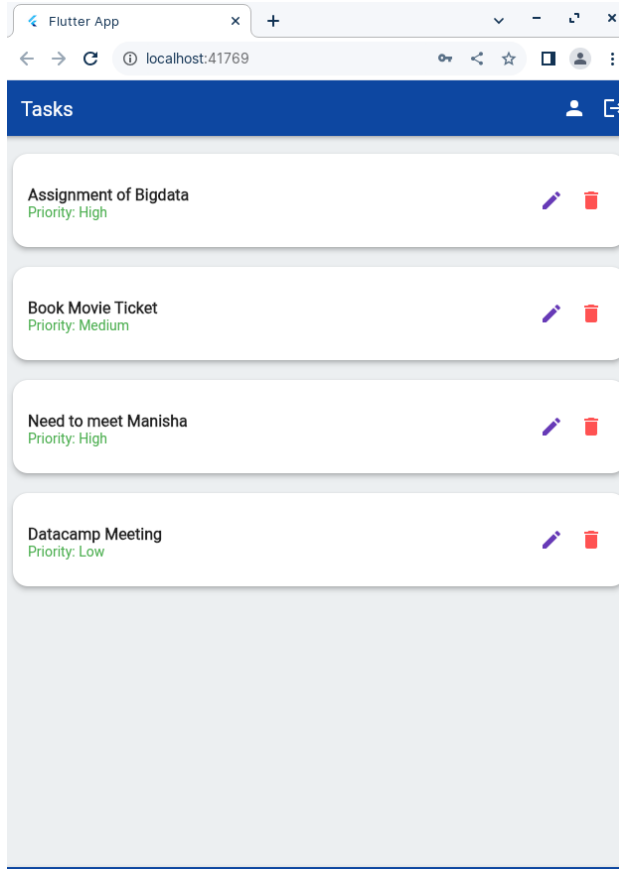 Flutter App
localhost:41769
Tasks
Assignment of Bigdata
Priority: High
Book Movie Ticket
Priority: Medium
Need to meet Manisha
Priority: High
Datacamp Meeting
Priority: Low